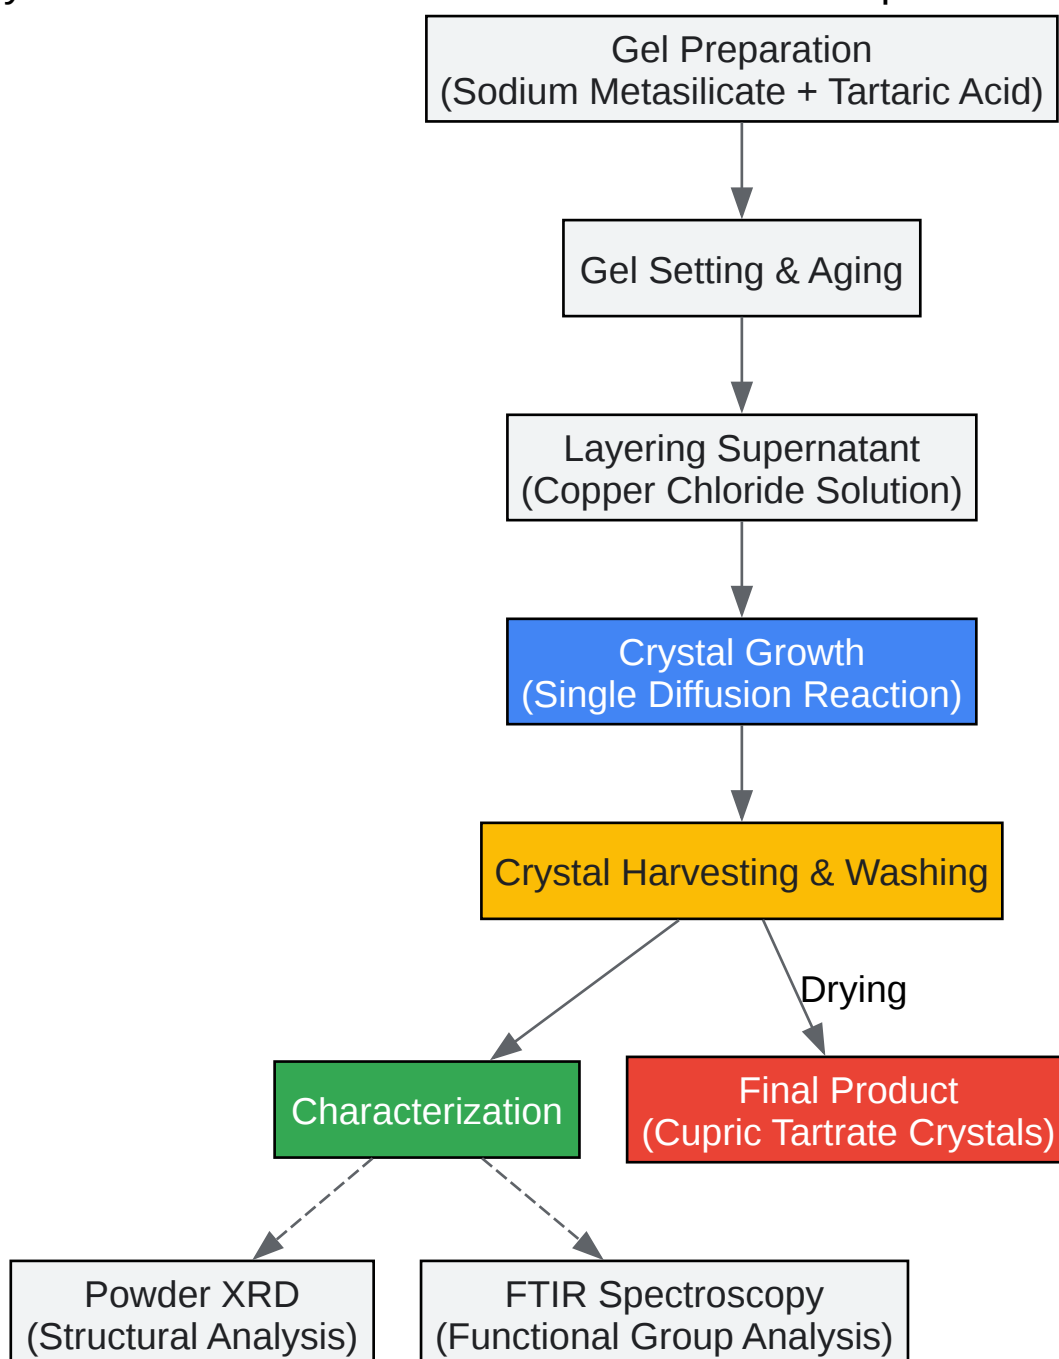 Gel Preparation
(Sodium Metasilicate + Tartaric Acid)
Gel Setting & Aging
Layering Supernatant
(Copper Chloride Solution)
Crystal Growth
(Single Diffusion Reaction)
Crystal Harvesting & Washing
Drying
Characterization
Final Product
(Cupric Tartrate Crystals)
Powder XRD
(Structural Analysis)
FTIR Spectroscopy
(Functional Group Analysis)